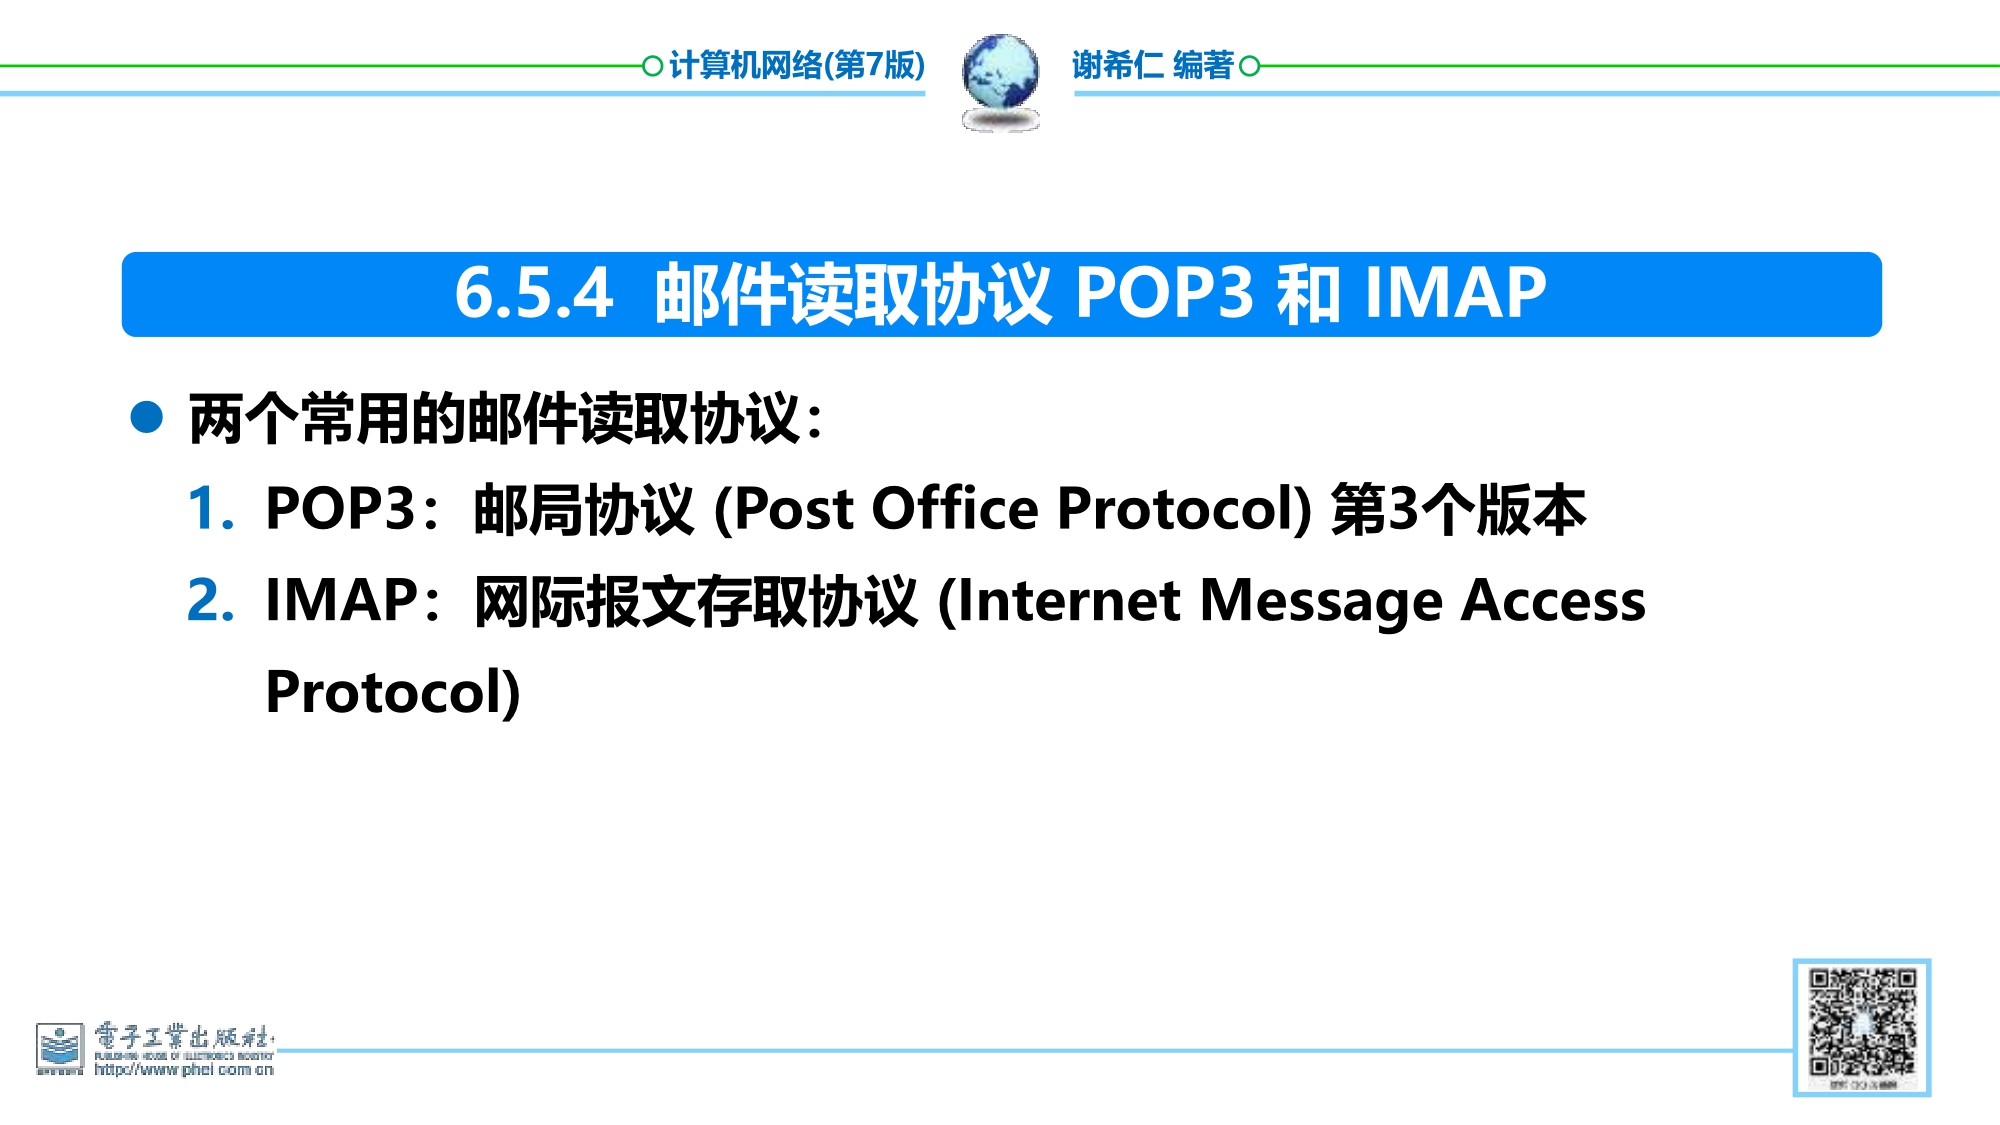 计算机网络(第7版)
谢希仁 编著
6.5.4 邮件读取协议 POP3 和 IMAP
● 两个常用的邮件读取协议：
1. POP3：邮局协议 (Post Office Protocol) 第3个版本
2. IMAP：网际报文存取协议 (Internet Message Access
Protocol)
電子工業出版社
PUBLISHING HOUSE OF ELECTRONICS INDUSTRY
http://www.phei.com.cn